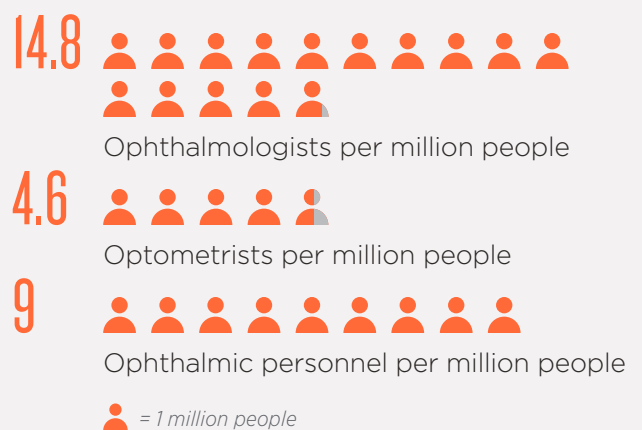 14.8
Ophthalmologists per million people
4.6
Optometrists per million people
9
Ophthalmic personnel per million people
= 1 million people